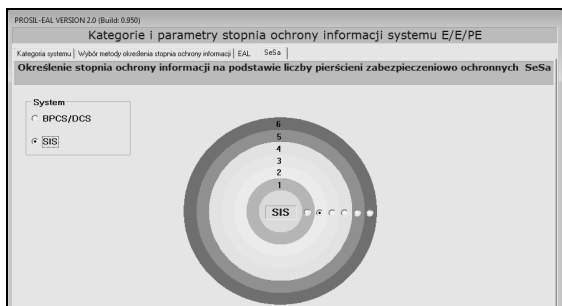 PROSIL-EAL VERSION 2.0 (Build: 0.950)
Kategorie i parametry stopnia ochrony informacji systemu E/E/PE
Kategoria systemu Wybór metody określenia stopnia ochrony informacji EAL SeSa
Określenie stopnia ochrony informacji na podstawie liczby pierścieni zabezpieczeniowo ochronnych SeSa
System
BPCS/DCS
SIS
6
5
4
3
2
1
SIS